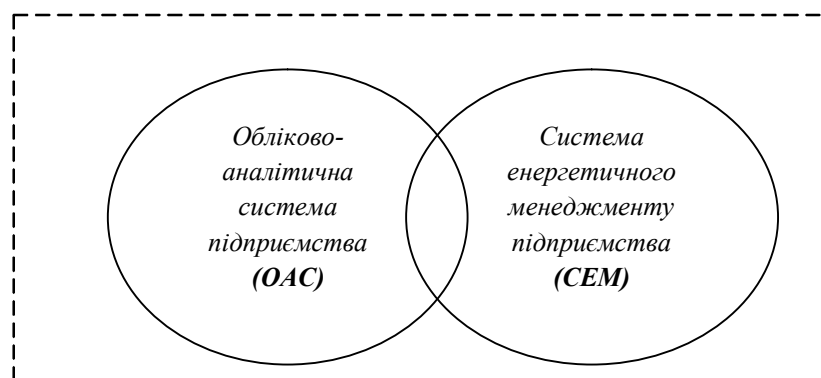 Обліково-
аналітична
система
підприємства
(ОАС)
Система
енергетичного
менеджменту
підприємства
(СЕМ)